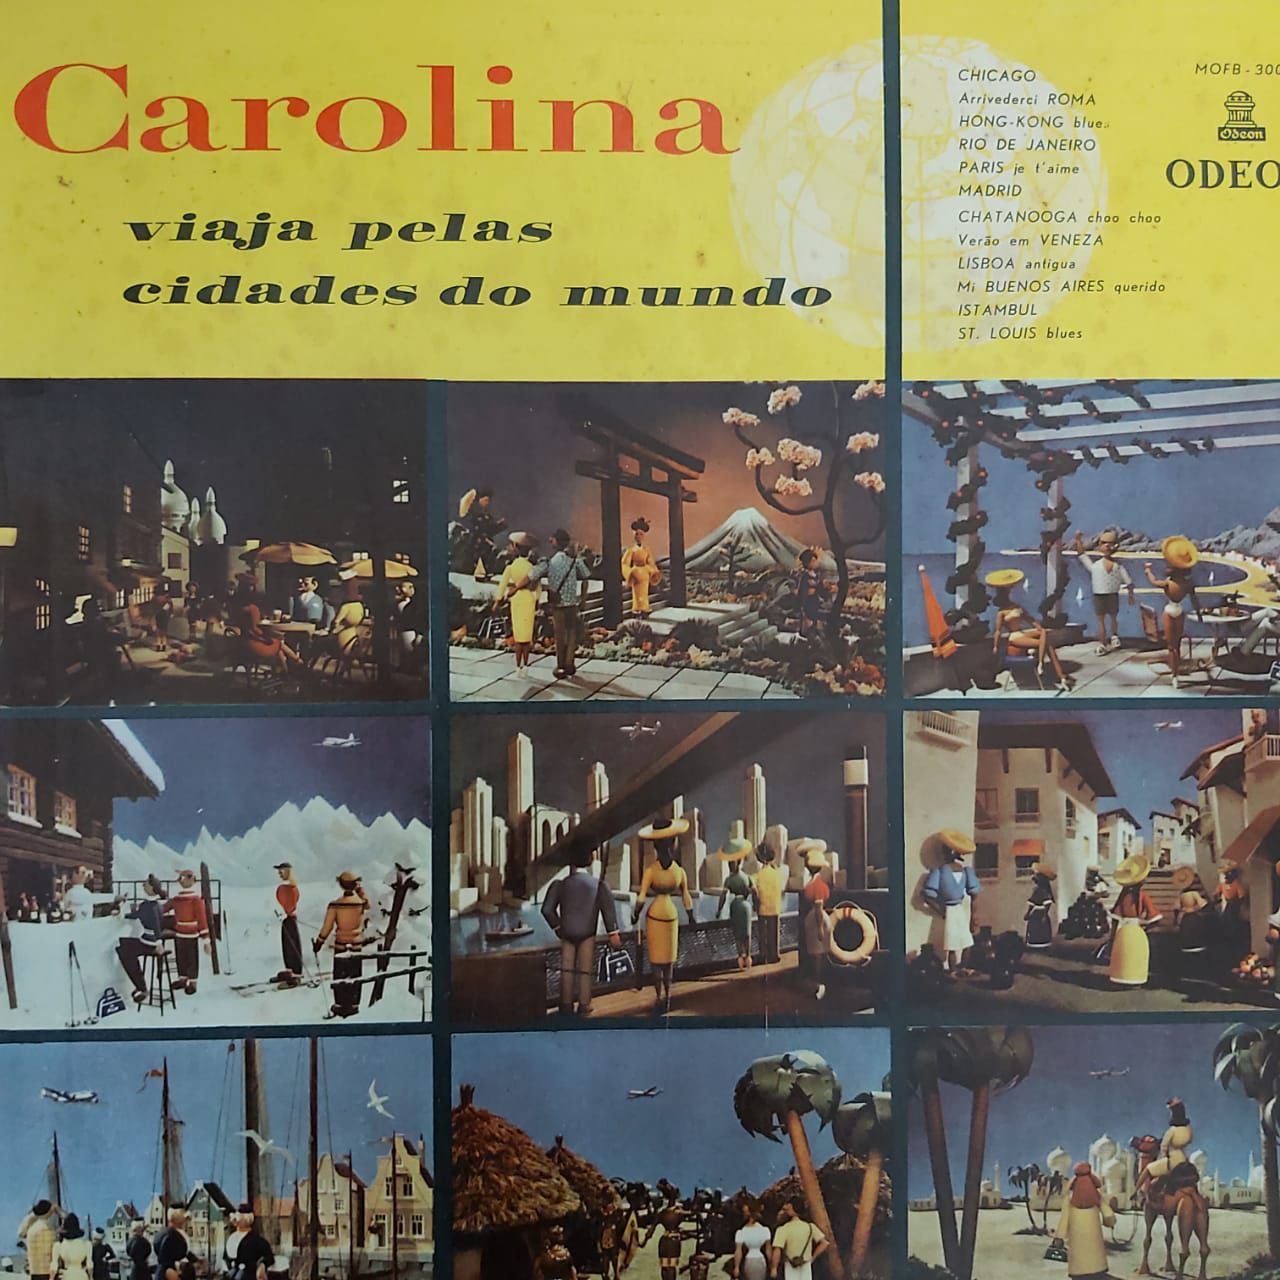 Carolina
viaja pelas
cidades do mundo
CHICAGO
Arrivederci ROMA
HONG-KONG blues
RIO DE JANEIRO
PARIS je t'aime
MADRID
CHATANOOGA choo choo
Verão em VENEZA
LISBOA antigua
Mi BUENOS AIRES querido
ISTAMBUL
ST. LOUIS blues
MOFB - 300
Odeon
ODEO